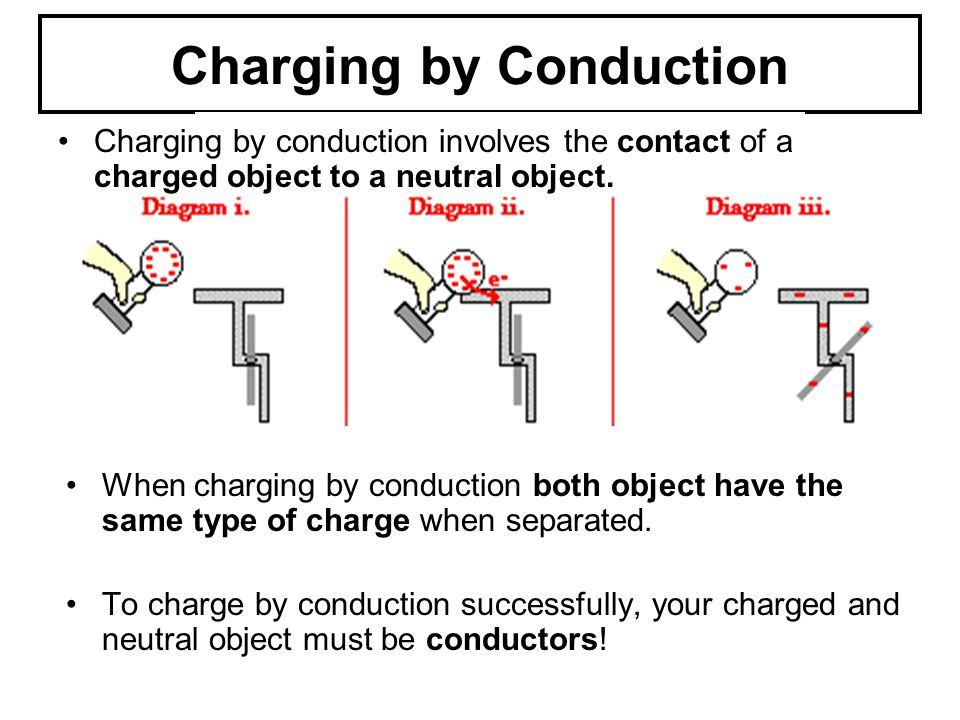 Charging by Conduction
• Charging by conduction involves the contact of a
charged object to a neutral object.
Diagram i.
Diagram ii.
Diagram iii.
e-
• When charging by conduction both object have the
same type of charge when separated.
• To charge by conduction successfully, your charged and
neutral object must be conductors!